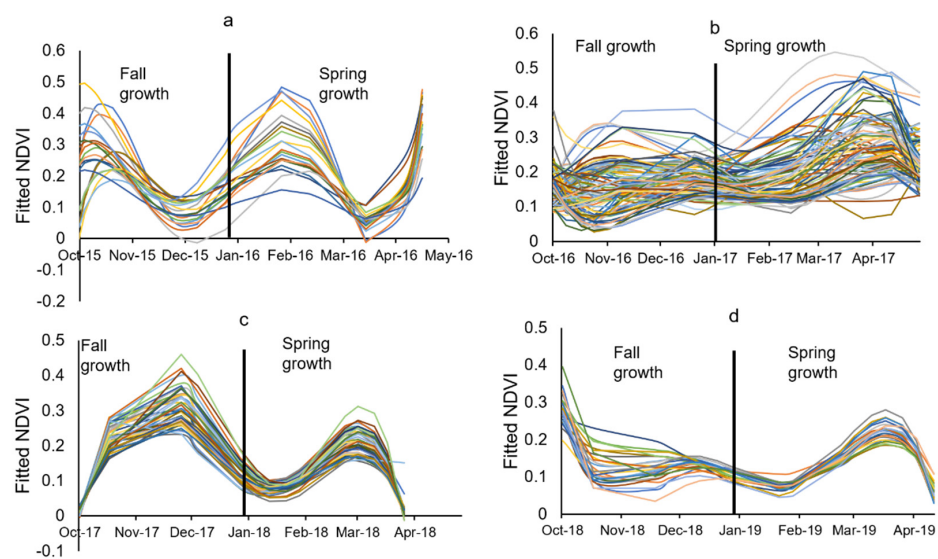 a
Fitted NDVI
0.6
0.5
0.4
0.3
0.2
0.1
0
-0.1
-0.2
Fall
growth
Spring
growth
Oct-15 Nov-15 Dec-15 Jan-16 Feb-16 Mar-16 Apr-16 May-16
b
Fitted NDVI
0.6
0.5
0.4
0.3
0.2
0.1
0
Fall growth
Spring growth
Oct-16 Nov-16 Dec-16 Jan-17 Feb-17 Mar-17 Apr-17
c
Fitted NDVI
0.5
0.4
0.3
0.2
0.1
0
-0.1
Fall
growth
Spring
growth
Oct-17 Nov-17 Dec-17 Jan-18 Feb-18 Mar-18 Apr-18
d
Fitted NDVI
0.5
0.4
0.3
0.2
0.1
0
Fall
growth
Spring
growth
Oct-18 Nov-18 Dec-18 Jan-19 Feb-19 Mar-19 Apr-19